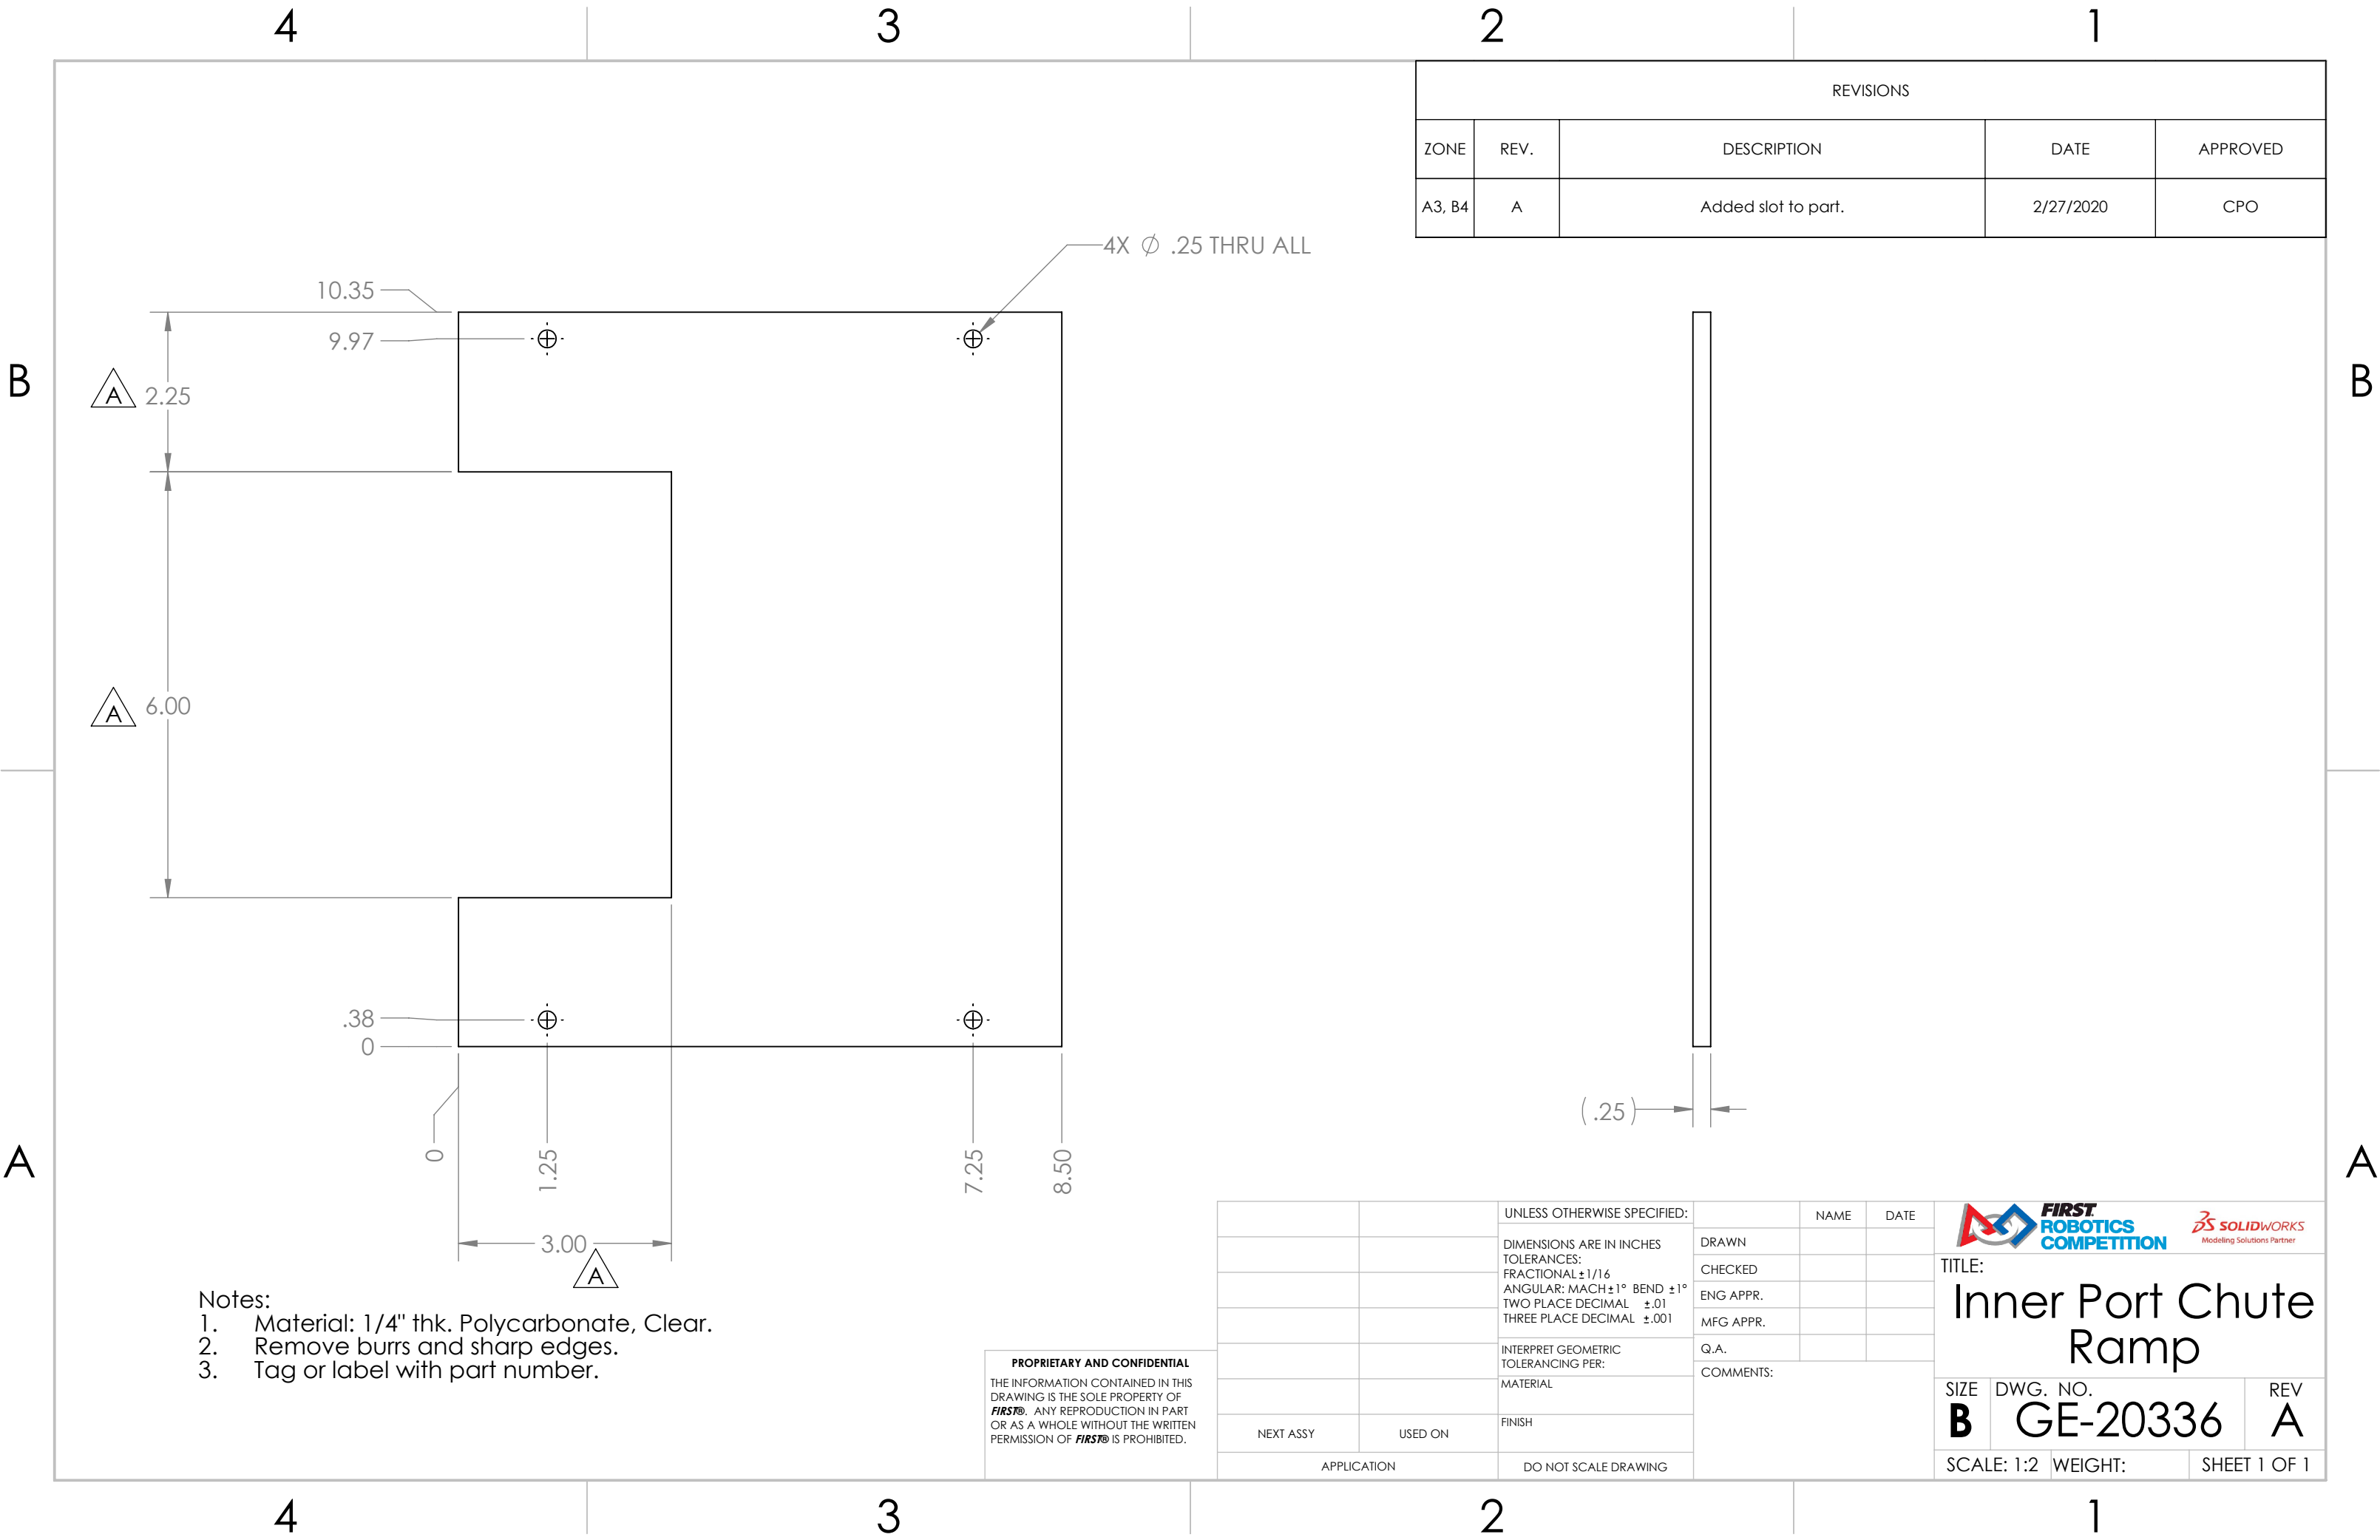 4 3 2 1
REVISIONS
ZONE REV. DESCRIPTION DATE APPROVED
A3, B4 A Added slot to part. 2/27/2020 CPO
4X Ø .25 THRU ALL
10.35
9.97
B B
A 2.25
A 6.00
.38
0
(.25)
0 1.25 7.25 8.50
A A
3.00
A
Notes:
1. Material: 1/4" thk. Polycarbonate, Clear.
2. Remove burrs and sharp edges.
3. Tag or label with part number.
PROPRIETARY AND CONFIDENTIAL
THE INFORMATION CONTAINED IN THIS
DRAWING IS THE SOLE PROPERTY OF
FIRST®. ANY REPRODUCTION IN PART
OR AS A WHOLE WITHOUT THE WRITTEN
PERMISSION OF FIRST® IS PROHIBITED.
NEXT ASSY USED ON
APPLICATION
UNLESS OTHERWISE SPECIFIED:
DIMENSIONS ARE IN INCHES
TOLERANCES:
FRACTIONAL ±1/16
ANGULAR: MACH±1° BEND ±1°
TWO PLACE DECIMAL ±.01
THREE PLACE DECIMAL ±.001
INTERPRET GEOMETRIC
TOLERANCING PER:
MATERIAL
FINISH
DO NOT SCALE DRAWING
NAME DATE
DRAWN
CHECKED
ENG APPR.
MFG APPR.
Q.A.
COMMENTS:
FIRST.
ROBOTICS
COMPETITION
3S SOLIDWORKS
Modeling Solutions Partner
TITLE:
Inner Port Chute
Ramp
SIZE DWG. NO. REV
B GE-20336 A
SCALE: 1:2 WEIGHT: SHEET 1 OF 1
4 3 2 1